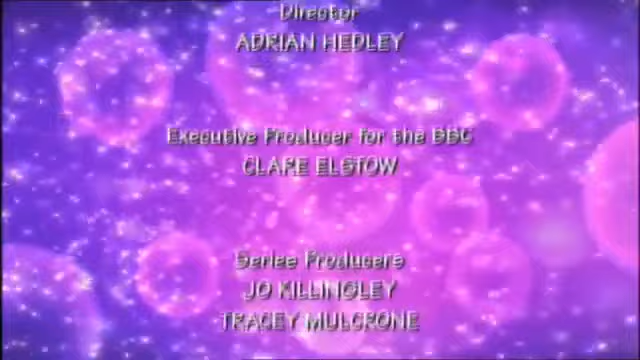 Director
ADRIAN HEDLEY
Executive Producer for the BBC
CLARE ELSTOW
Series Producers
JO KILLINGLEY
TRACEY MULCRONE